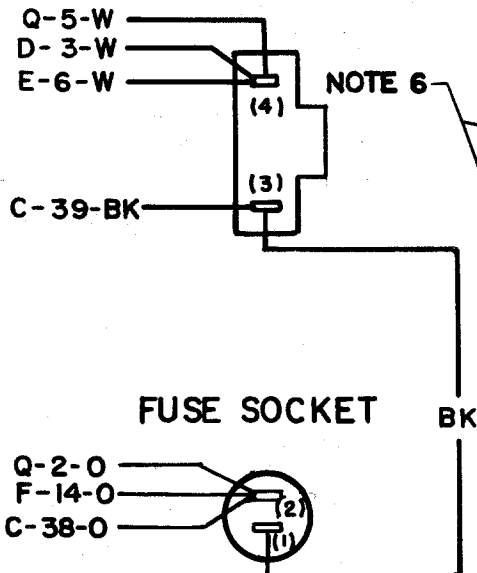 Q-5-W
D-3-W
E-6-W
(4)
NOTE 6
(3)
C-39-BK
FUSE SOCKET
BK
Q-2-O
F-14-O
C-38-O
(2)
(1)